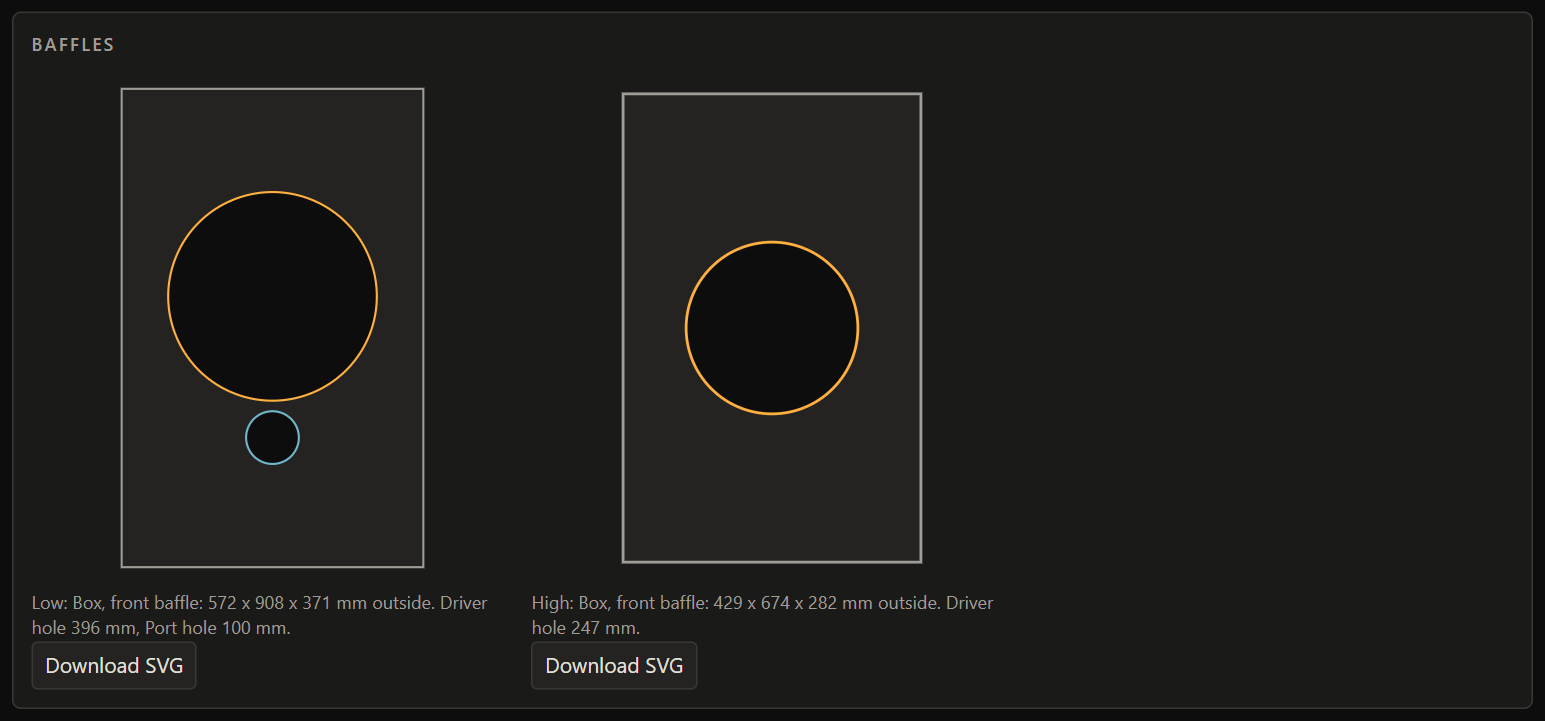 BAFFLES
Low: Box, front baffle: 572 x 908 x 371 mm outside. Driver
hole 396 mm, Port hole 100 mm.
Download SVG
High: Box, front baffle: 429 x 674 x 282 mm outside. Driver
hole 247 mm.
Download SVG